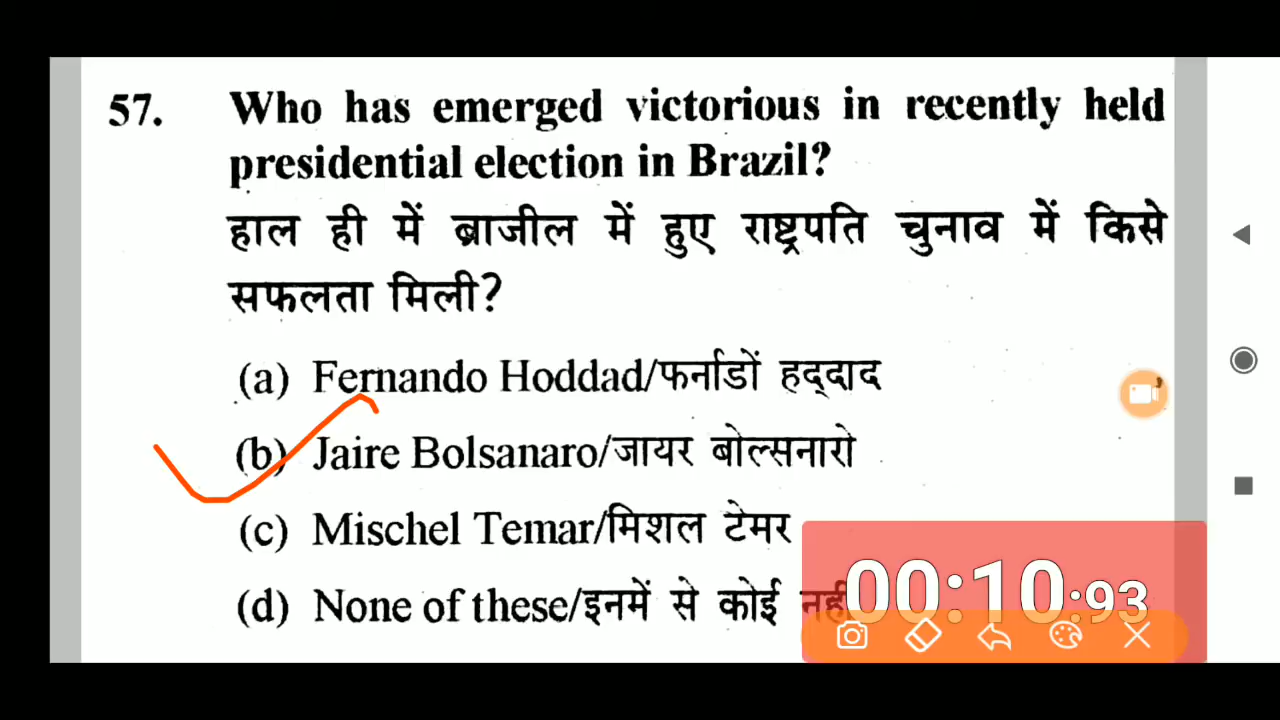 57. Who has emerged victorious in recently held
presidential election in Brazil?
हाल ही में ब्राजील में हुए राष्ट्रपति चुनाव में किसे
सफलता मिली?
(a) Fernando Hoddad/फर्नाडों हद्दाद
(b) Jaire Bolsanaro/जायर बोल्सनारो
(c) Mischel Temar/मिशल टेमर
(d) None of these/इनमें से कोई नही
00:10:93